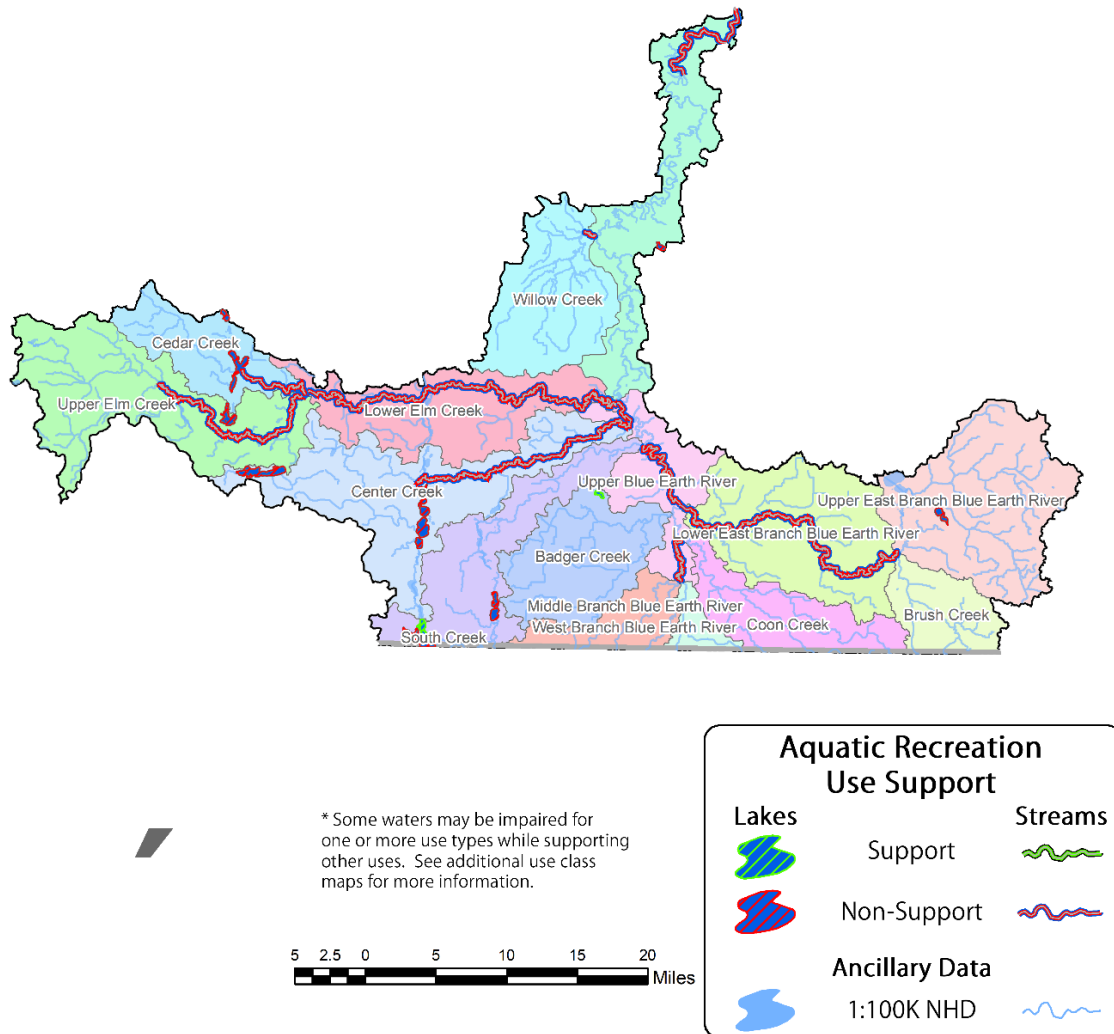 Willow Creek
Cedar Creek
Upper Elm Creek
Lower Elm Creek
Center Creek
Upper Blue Earth River
Upper East Branch Blue Earth River
Lower East Branch Blue Earth River
Badger Creek
Middle Branch Blue Earth River
Brush Creek
West Branch Blue Earth River
Coon Creek
South Creek
* Some waters may be impaired for
one or more use types while supporting
other uses. See additional use class
maps for more information.
5 2.5 0 5 10 15 20
Miles
Aquatic Recreation
Use Support
Lakes Streams
Support
Non-Support
Ancillary Data
1:100K NHD